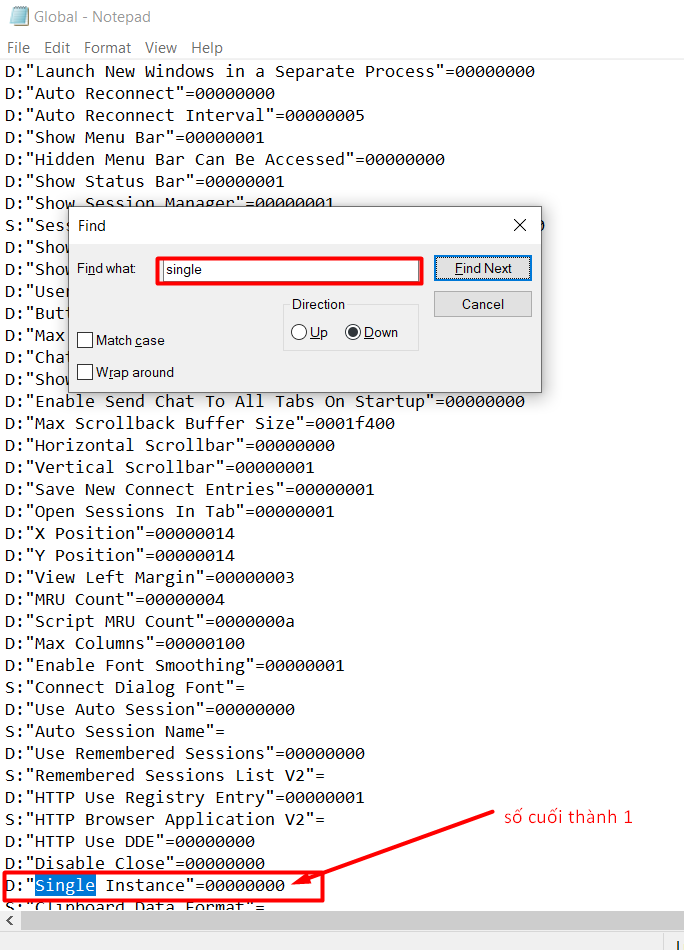 Global - Notepad
File Edit Format View Help
D:"Launch New Windows in a Separate Process"=00000000
D:"Auto Reconnect"=00000000
D:"Auto Reconnect Interval"=00000005
D:"Show Menu Bar"=00000001
D:"Hidden Menu Bar Can Be Accessed"=00000000
D:"Show Status Bar"=00000001
D:"Show Session Manager"=00000001
S:"Sess
D:"Show
D:"Show
D:"User
D:"Butt
D:"Max
D:"Chat
D:"Show
Find
Find what:
single
Find Next
Cancel
Direction
Up Down
Match case
Wrap around
D:"Enable Send Chat To All Tabs On Startup"=00000000
D:"Max Scrollback Buffer Size"=0001f400
D:"Horizontal Scrollbar"=00000000
D:"Vertical Scrollbar"=00000001
D:"Save New Connect Entries"=00000001
D:"Open Sessions In Tab"=00000001
D:"X Position"=00000014
D:"Y Position"=00000014
D:"View Left Margin"=00000003
D:"MRU Count"=00000004
D:"Script MRU Count"=0000000a
D:"Max Columns"=00000100
D:"Enable Font Smoothing"=00000001
S:"Connect Dialog Font"=
D:"Use Auto Session"=00000000
S:"Auto Session Name"=
D:"Use Remembered Sessions"=00000000
S:"Remembered Sessions List V2"=
D:"HTTP Use Registry Entry"=00000001
S:"HTTP Browser Application V2"=
D:"HTTP Use DDE"=00000000
D:"Disable Close"=00000000
số cuối thành 1
D:"Single Instance"=00000000
S:"Clipboard Data Format"=